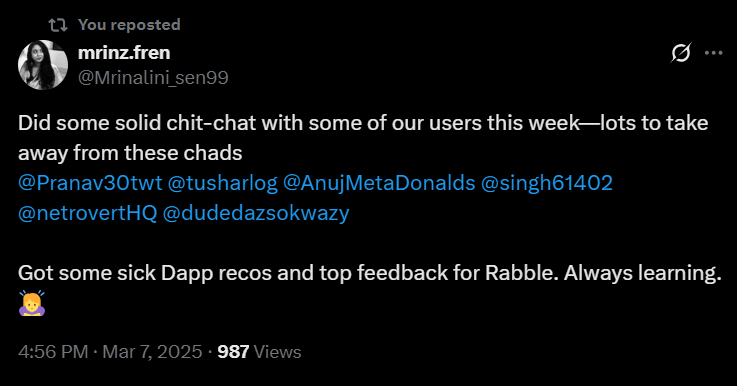 You reposted
mrinz.fren
@Mrinalini_sen99
Did some solid chit-chat with some of our users this week—lots to take
away from these chads
@Pranav30twt @tusharlog @AnujMetaDonalds @singh61402
@netrovertHQ @dudedazsokwazy
Got some sick Dapp recos and top feedback for Rabble. Always learning.
🙇
4:56 PM · Mar 7, 2025 · 987 Views